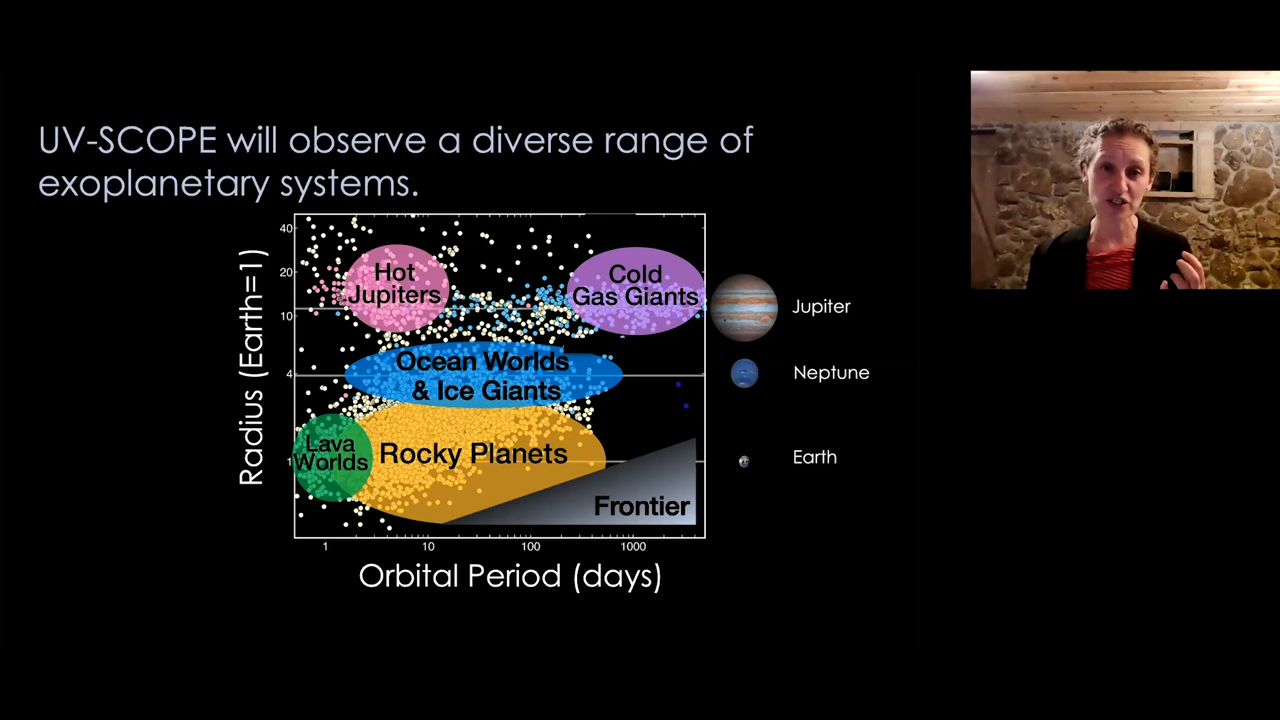 UV-SCOPE will observe a diverse range of
exoplanetary systems.
Radius (Earth=1)
40
20
10
4
1
Hot
Jupiters
Cold
Gas Giants
Ocean Worlds
& Ice Giants
Lava
Worlds
Rocky Planets
Frontier
1
10
100
1000
Orbital Period (days)
Jupiter
Neptune
Earth